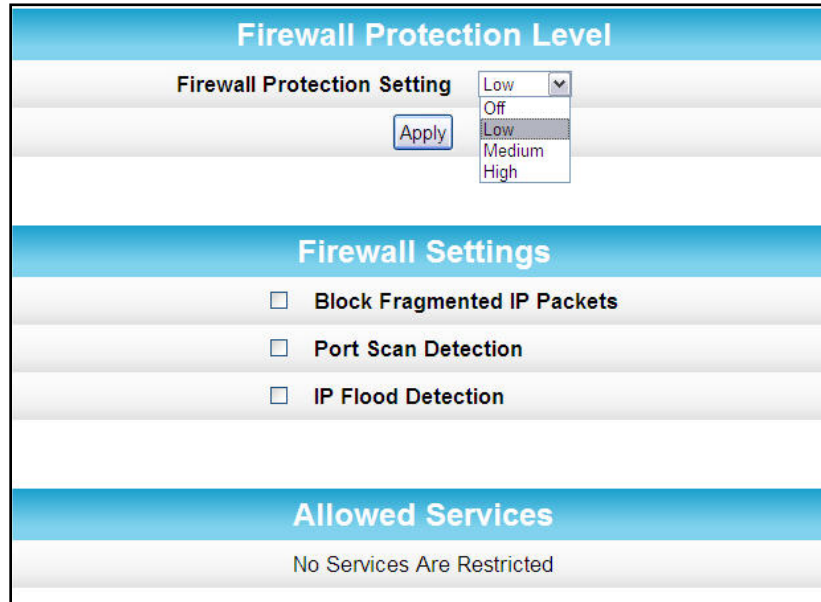 Firewall Protection Level
Firewall Protection Setting Low
Off
Apply Low
Medium
High
Firewall Settings
Block Fragmented IP Packets
Port Scan Detection
IP Flood Detection
Allowed Services
No Services Are Restricted